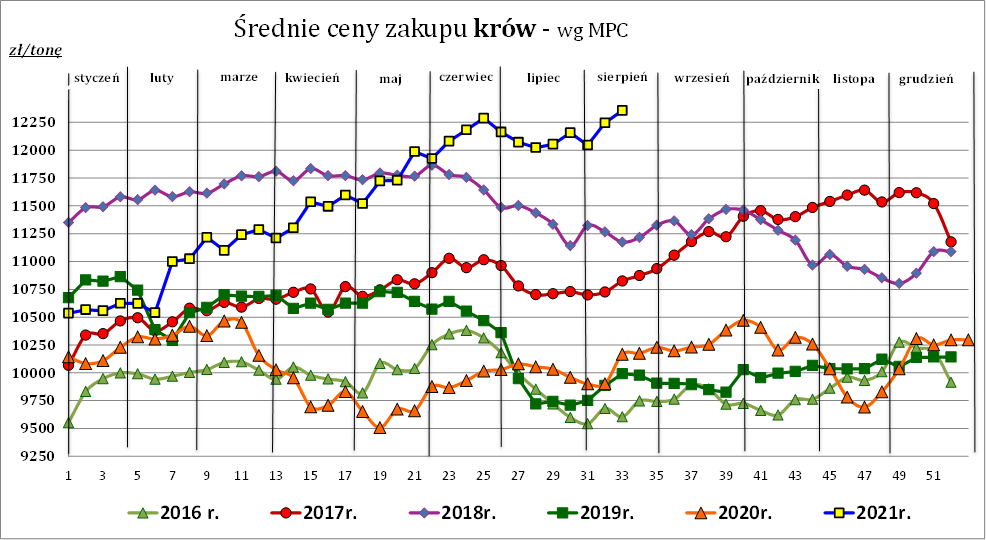 Średnie ceny zakupu krów - wg MPC
zł/tonę
styczeń luty marze kwiecień maj czerwiec lipiec sierpień wrzesień październik listopa grudzień
12250
12000
11750
11500
11250
11000
10750
10500
10250
10000
9750
9500
9250
1 3 5 7 9 11 13 15 17 19 21 23 25 27 29 31 33 35 37 39 41 43 45 47 49 51
2016 r. 2017r. 2018r. 2019r. 2020r. 2021r.